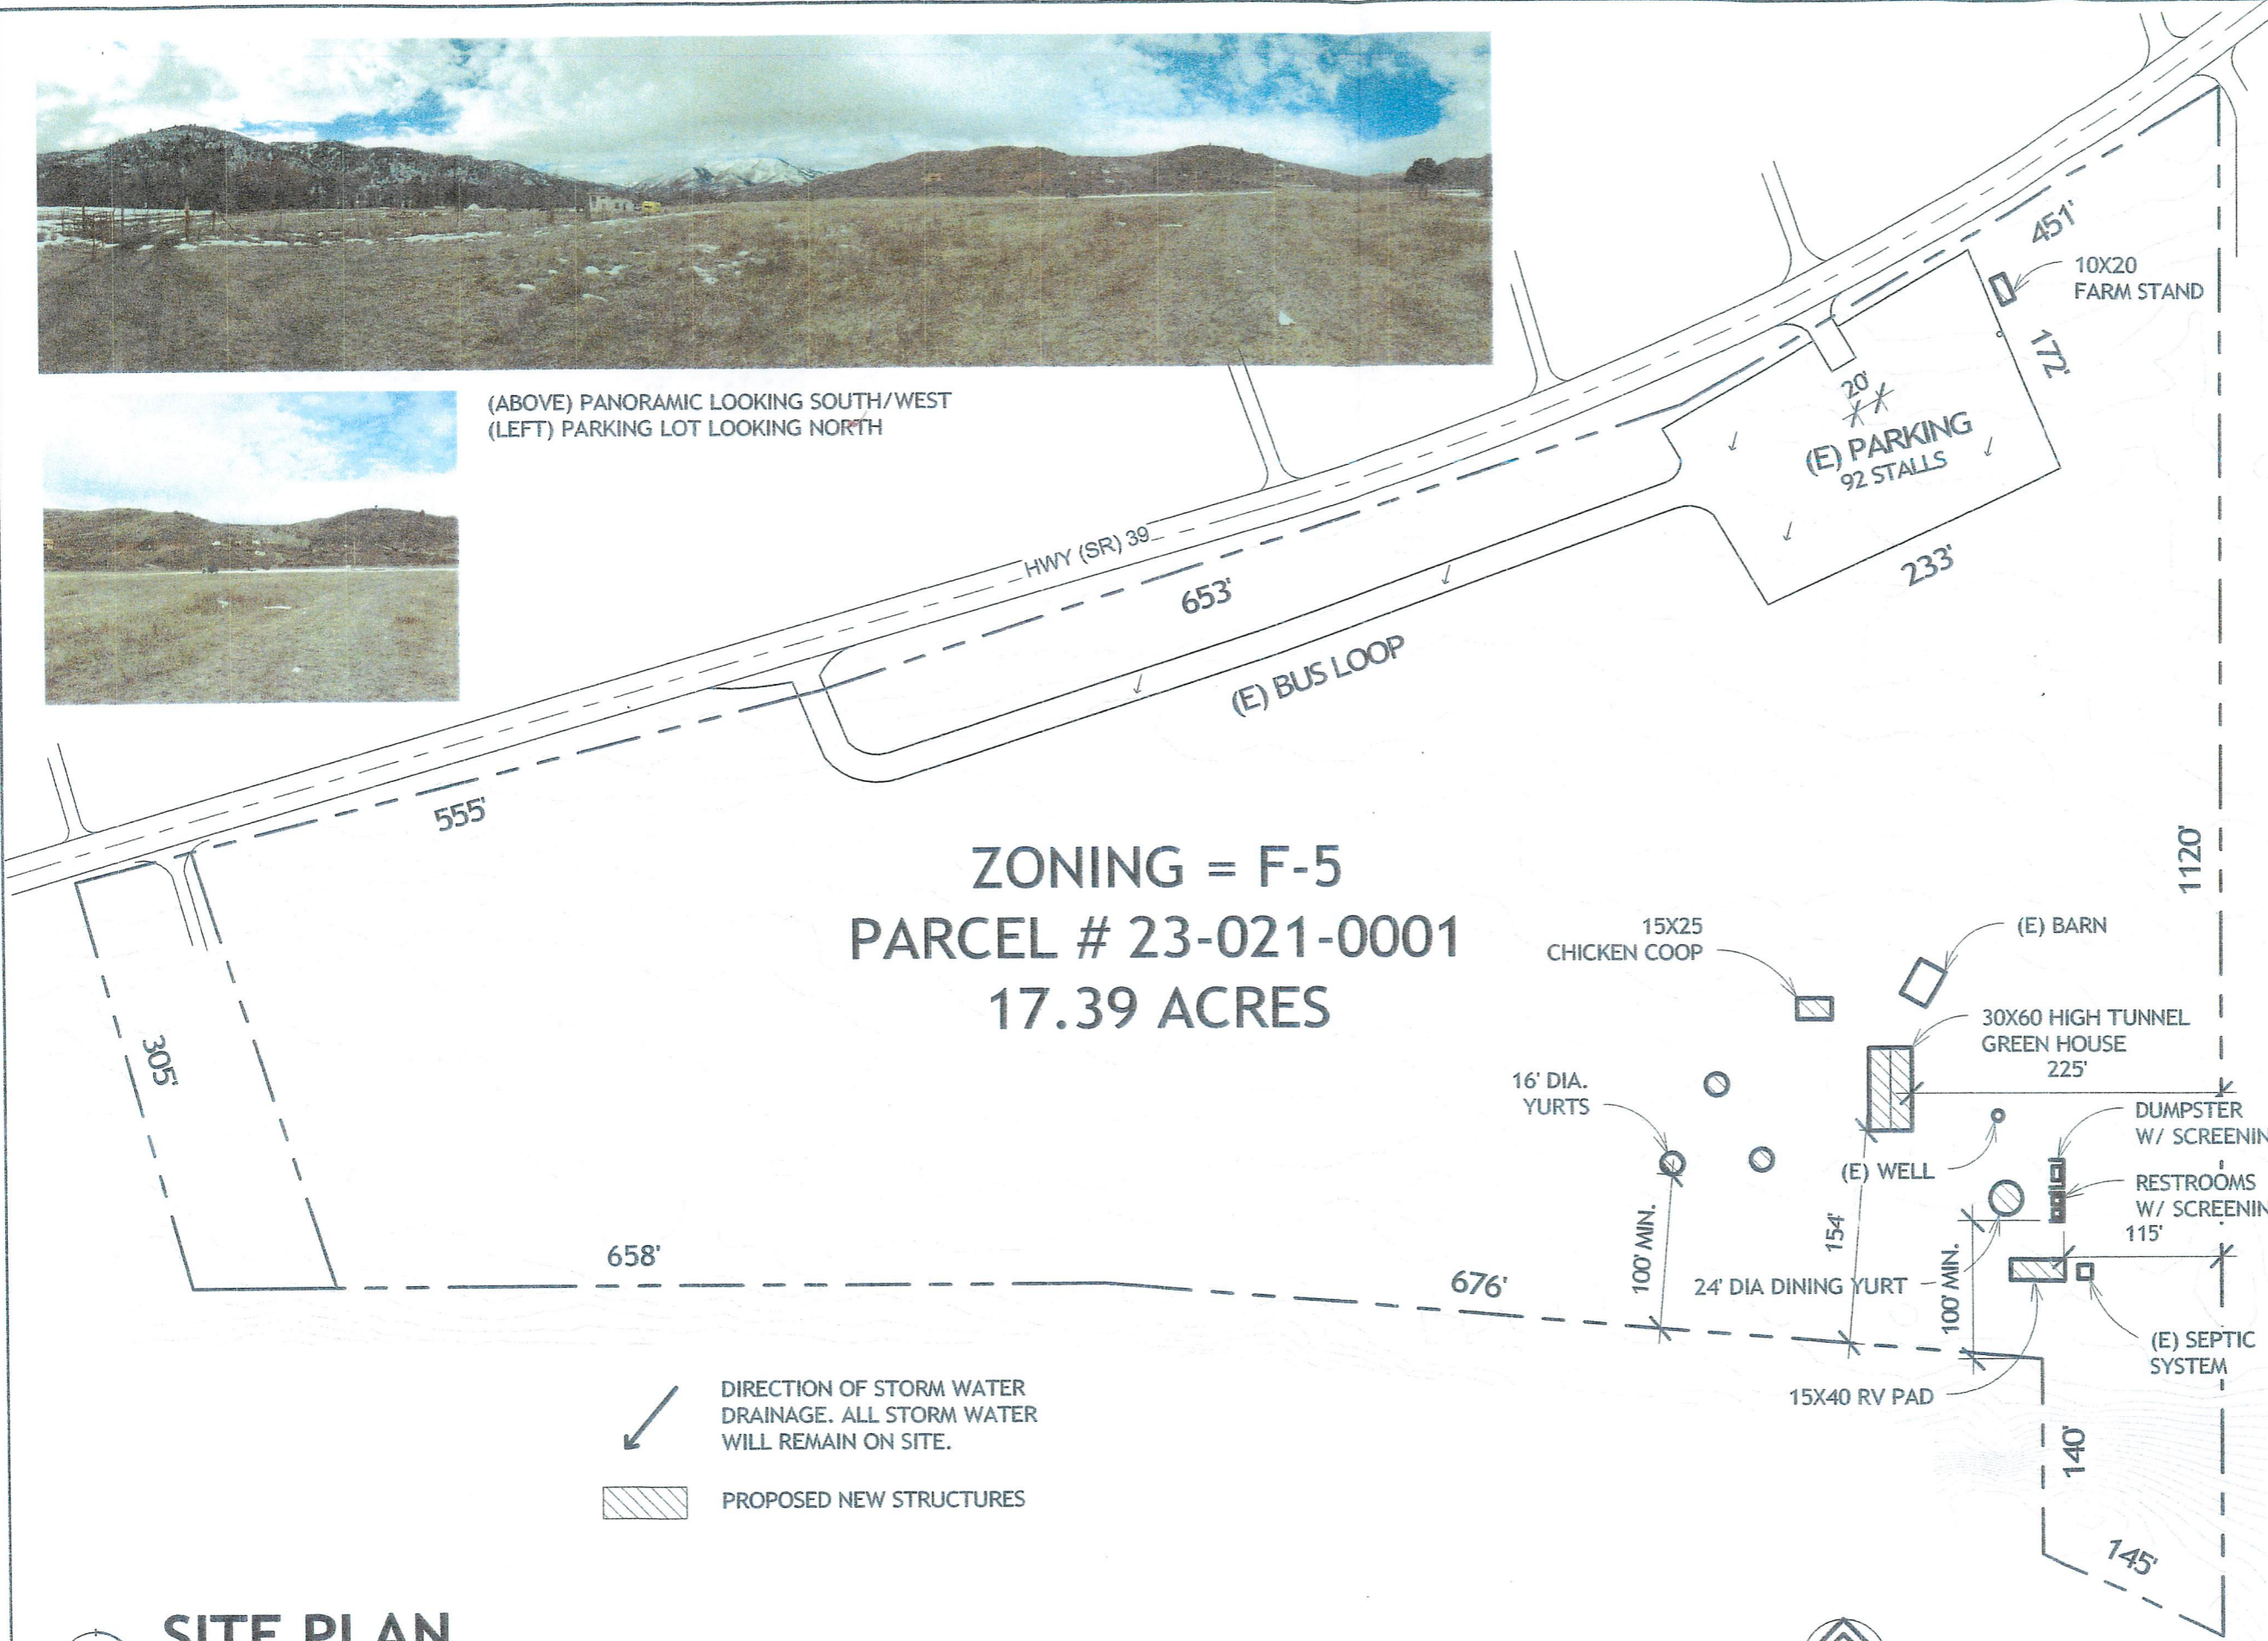 (ABOVE) PANORAMIC LOOKING SOUTH/WEST
(LEFT) PARKING LOT LOOKING NORTH
451'
10X20
FARM STAND
172'
20'
(E) PARKING
92 STALLS
233'
HWY (SR) 39
653'
(E) BUS LOOP
555'
305'
ZONING = F-5
PARCEL # 23-021-0001
17.39 ACRES
1120'
15X25
CHICKEN COOP
(E) BARN
30X60 HIGH TUNNEL
GREEN HOUSE
225'
16' DIA.
YURTS
DUMPSTER
W/ SCREENIN
(E) WELL
RESTROOMS
W/ SCREENIN
115'
100' MN.
154'
24' DIA DINING YURT
100' MIN.
(E) SEPTIC
SYSTEM
15X40 RV PAD
658'
676'
140'
145'
DIRECTION OF STORM WATER
DRAINAGE. ALL STORM WATER
WILL REMAIN ON SITE.
PROPOSED NEW STRUCTURES
SITE PLAN